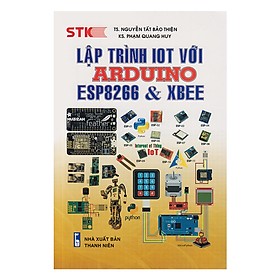 STK
TS. NGUYỄN TẤT BẢO THIỆN
KS. PHẠM QUANG HUY
LẬP TRÌNH IOT VỚI
ARDUINO
ESP8266 & XBEE
Internet of Thing
IoT
python
NHÀ XUẤT BẢN
THANH NIÊN